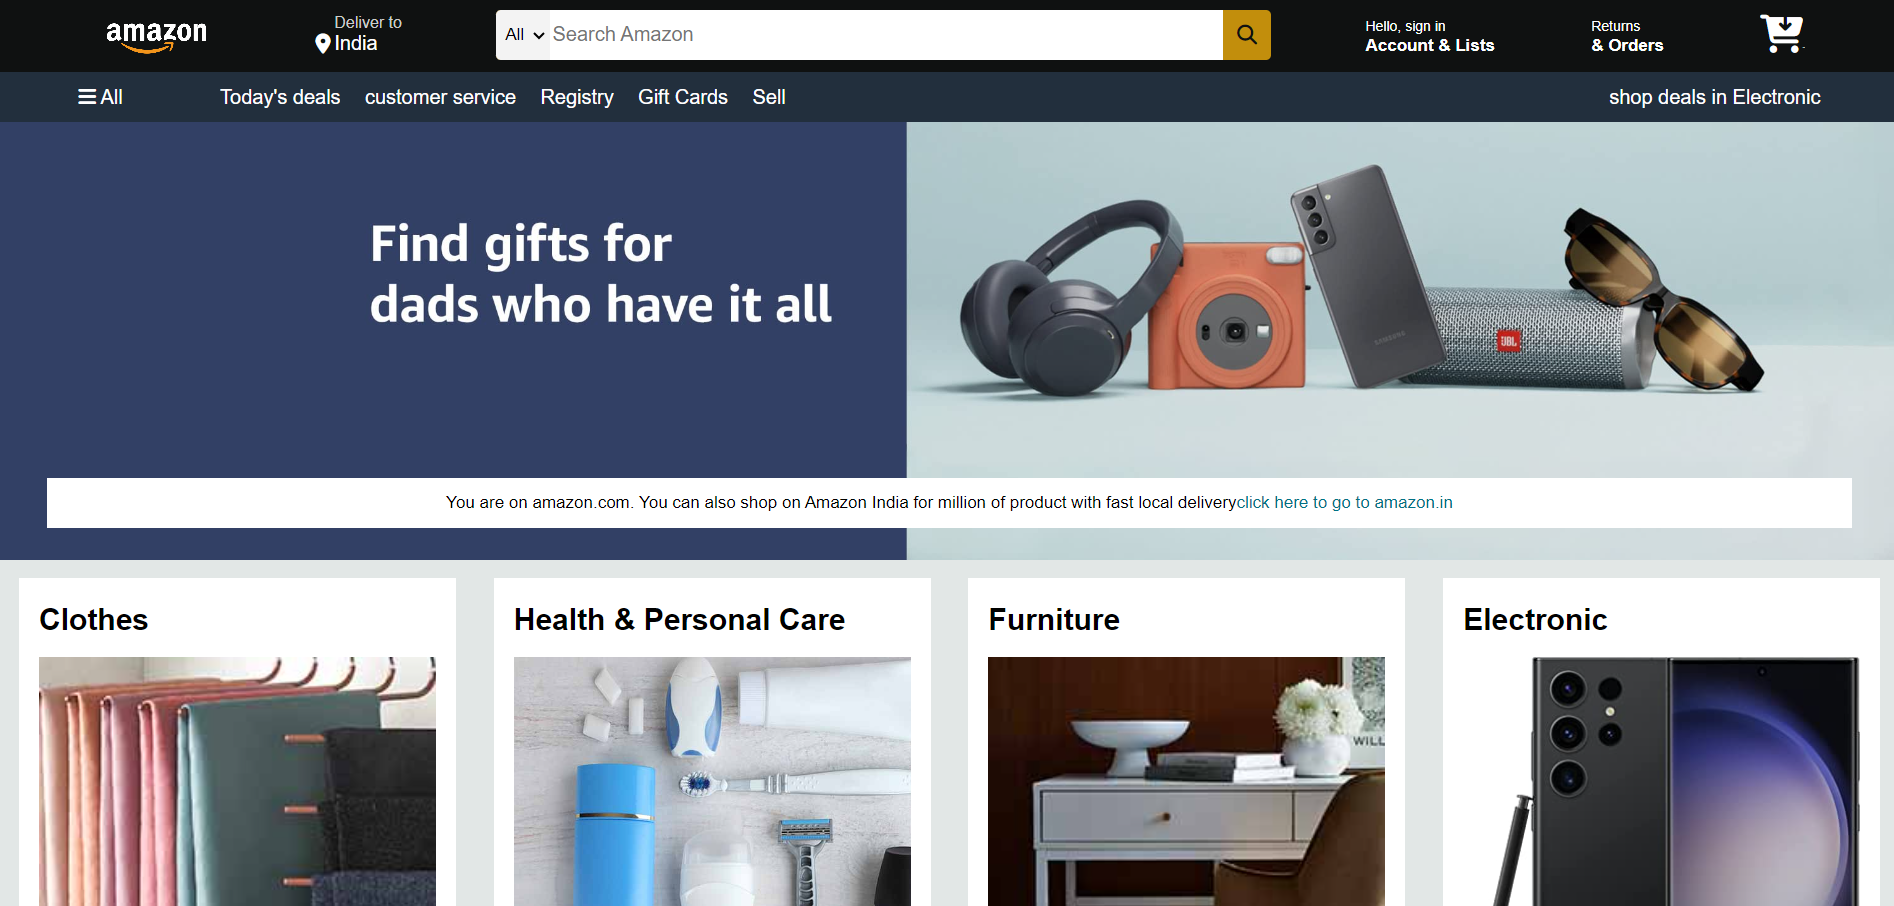 amazon
Deliver to
India
All
Search Amazon
Hello, sign in
Account & Lists
Returns
& Orders
All
Today's deals
customer service
Registry
Gift Cards
Sell
shop deals in Electronic
Find gifts for
dads who have it all
SAMSUNG
JBL
You are on amazon.com. You can also shop on Amazon India for million of product with fast local deliveryclick here to go to amazon.in
Clothes
Health & Personal Care
Furniture
Electronic
WILL